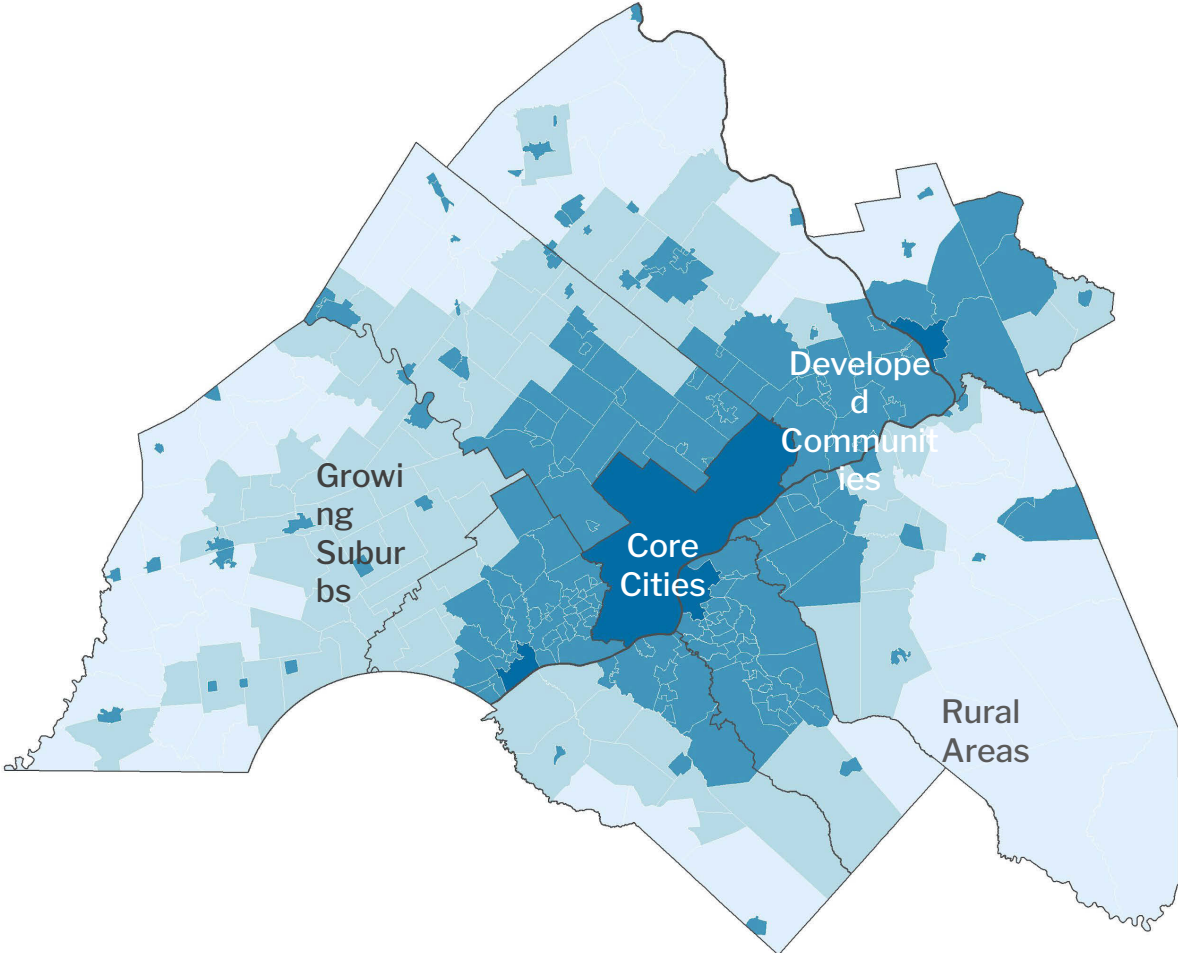 Develope
d
Communit
ies
Growi
ng
Subur
bs
Core
Cities
Rural
Areas